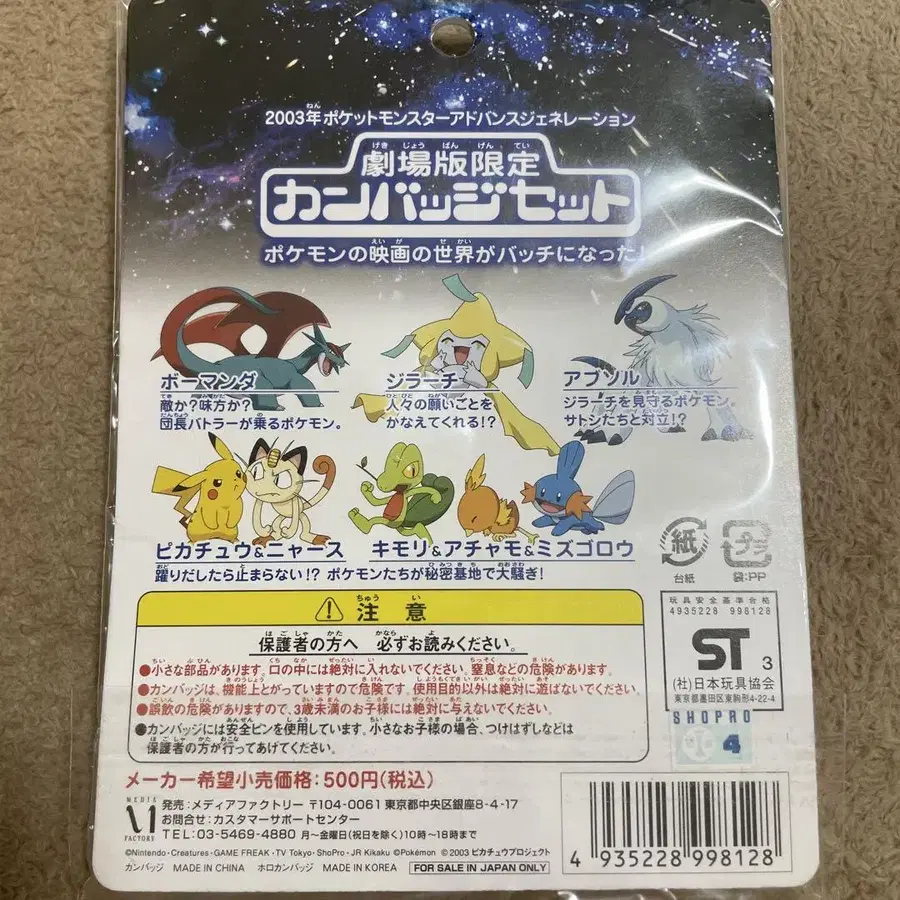 2003年ポケットモンスターアドバンスジェネレーション
劇場版限定
カンバッジセット
ポケモンの映画の世界がバッチになった!
ボーマンダ
敵か?味方か?
団長バトラーが乗るポケモン。
ジラーチ
人々の願いごとを
かなえてくれる!?
アブソル
ジラーチを見守るポケモン。
サトシたちと対立!?
ピカチュウ&ニャース
キモリ&アチャモ&ミズゴロウ
躍りだしたら止まらない!? ポケモンたちが秘密基地で大騒ぎ!
紙
台紙
プラ
袋:PP
⚠注意
保護者の方へ 必ずお読みください。
●小さな部品があります。口の中には絶対に入れないでください。窒息などの危険があります。
●カンバッジは、機能上とがっていますので危険です。使用目的以外は絶対に遊ばないでください。
●誤飲の危険がありますので、3歳未満のお子様には絶対に与えないでください。
●カンバッジには安全ピンを使用しています。小さなお子様の場合、つけはずしなどは
保護者の方が行ってあげてください。
玩具安全基準合格
4935228 998128
ST 3
(社)日本玩具協会
東京都墨田区東駒形4-22-4
SHOPRO
4
メーカー希望小売価格:500円(税込)
MEDIA
FACTORY
発売:メディアファクトリー 〒104-0061 東京都中央区銀座8-4-17
お問合せ:カスタマーサポートセンター
TEL:03-5469-4880 月～金曜日(祝日を除く)10時～18時まで
©Nintendo・Creatures・GAME FREAK・TV Tokyo・ShoPro・JR Kikaku ©Pokémon © 2003 ピカチュウプロジェクト
カンバッジ MADE IN CHINA ホロカンバッジ MADE IN KOREA FOR SALE IN JAPAN ONLY
4 935228 998128